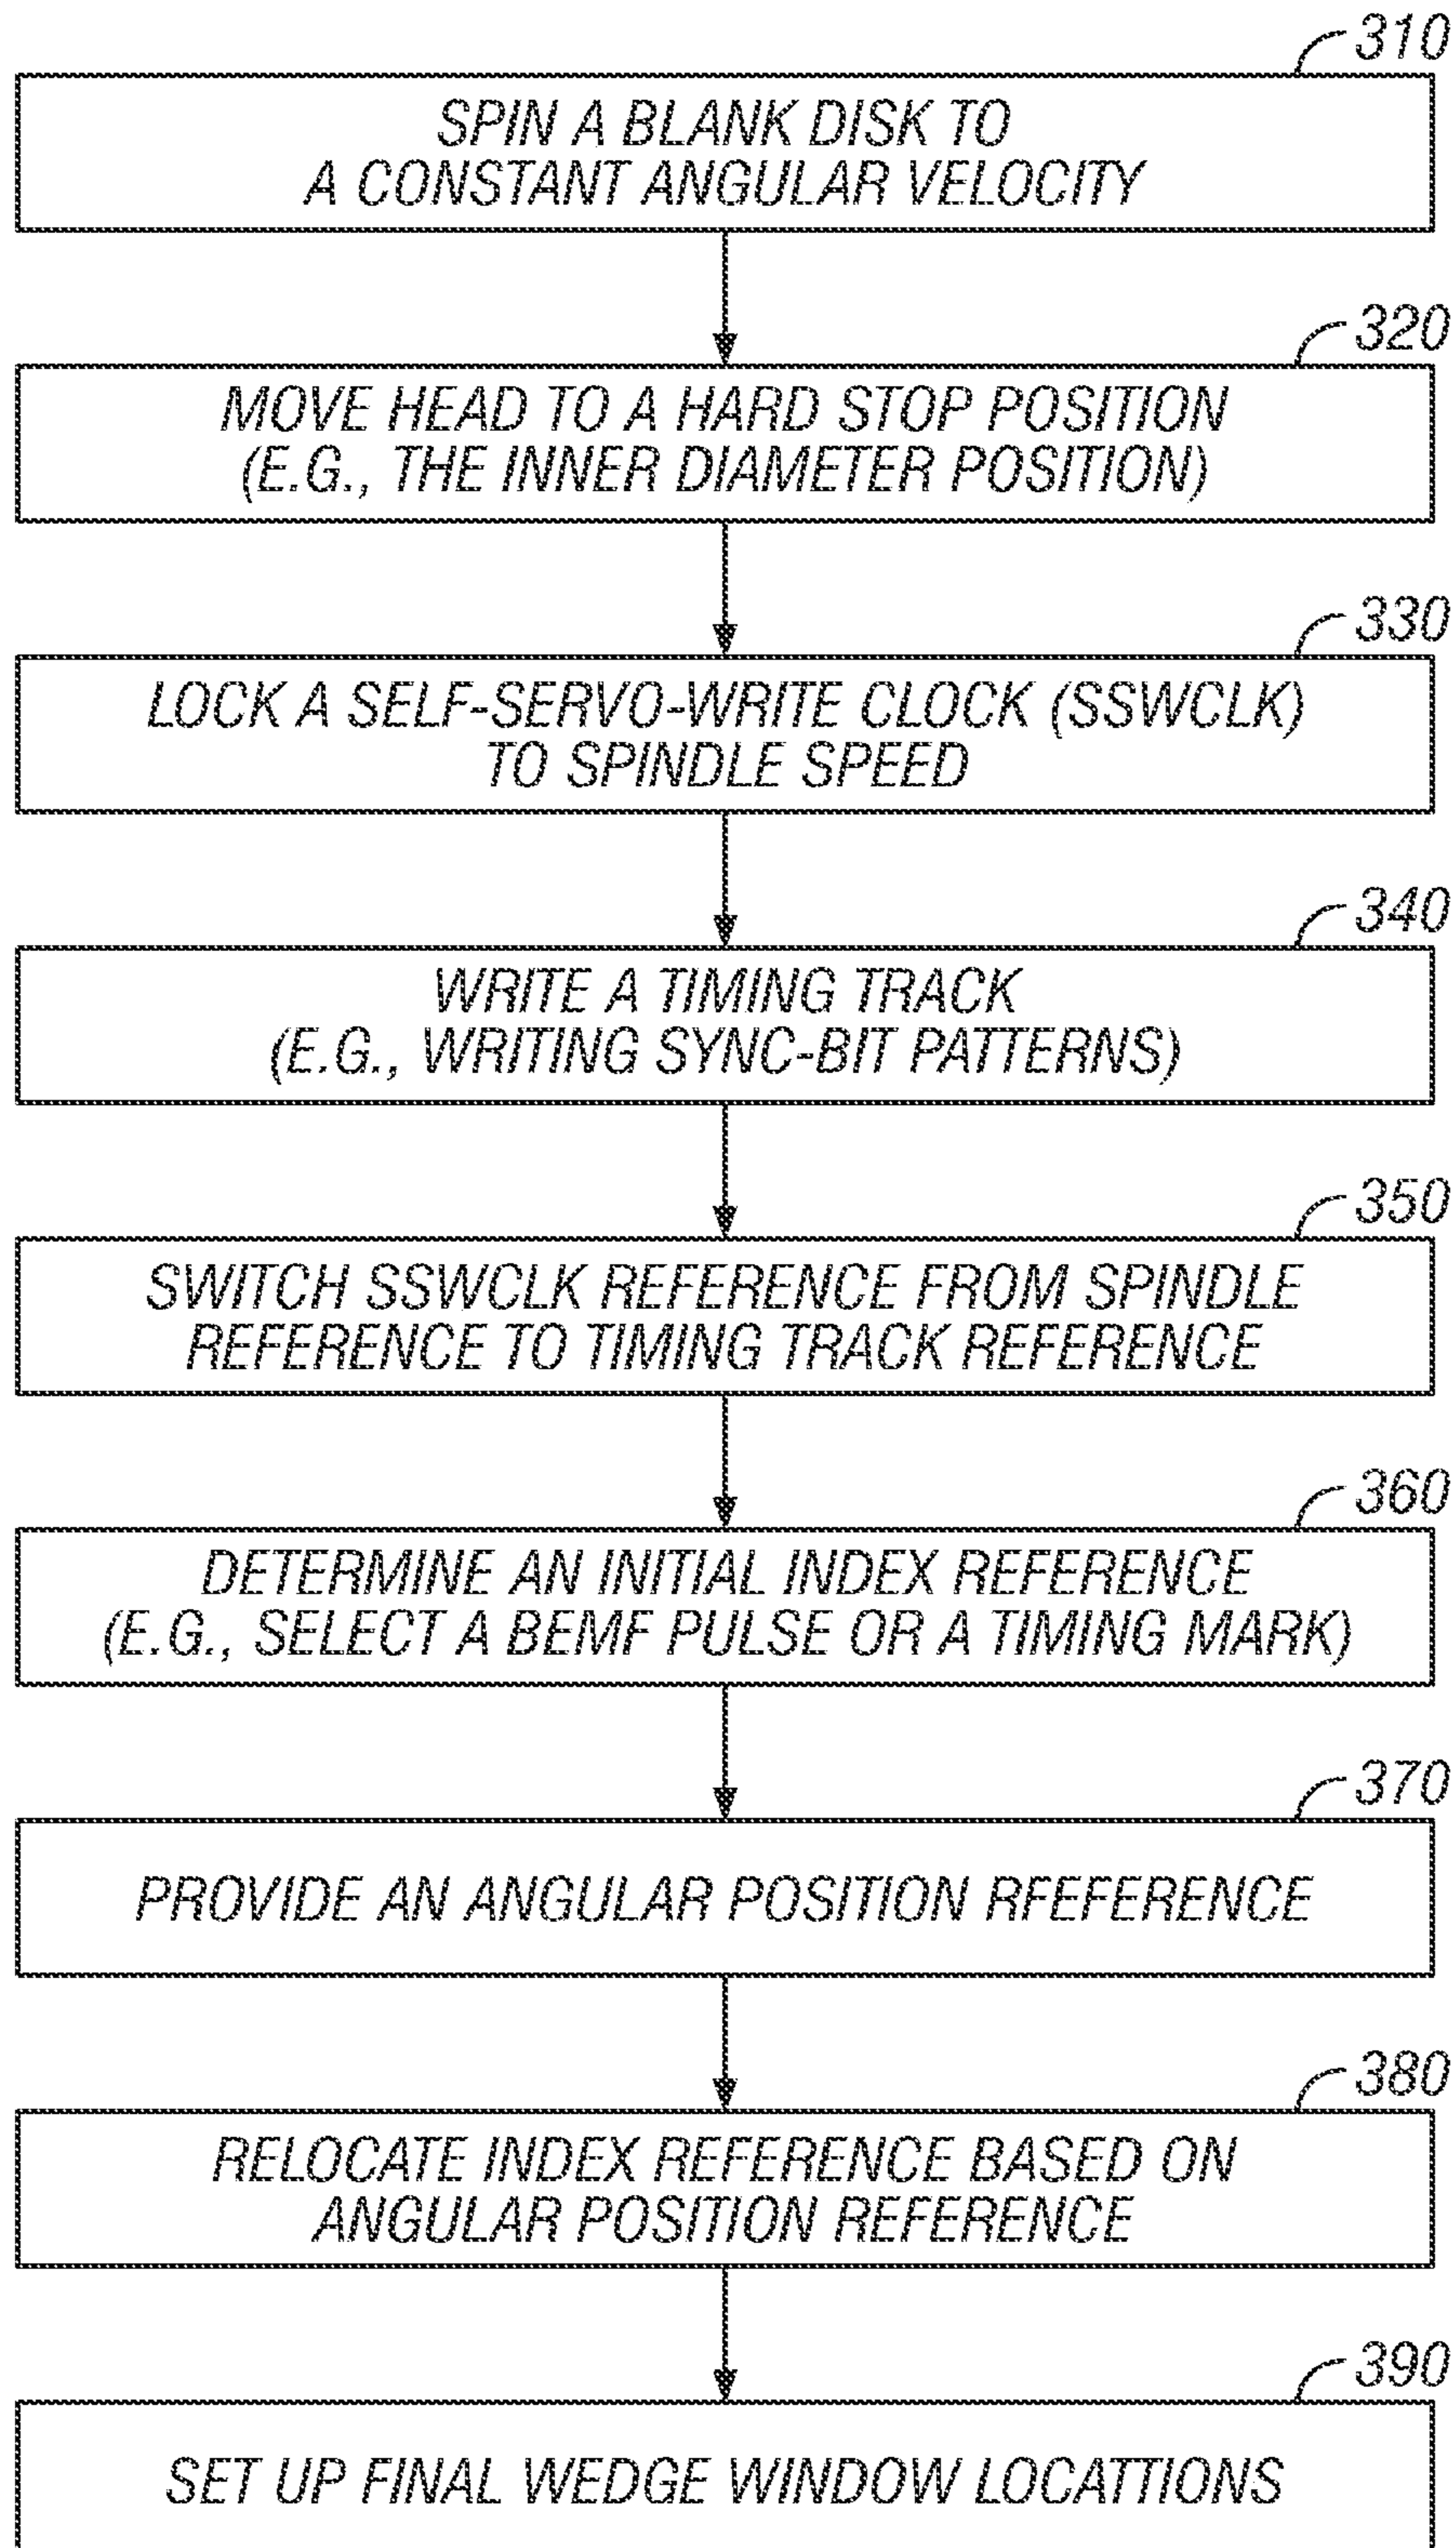 310
SPIN A BLANK DISK TO
A CONSTANT ANGULAR VELOCITY
320
MOVE HEAD TO A HARD STOP POSITION
(E.G., THE INNER DIAMETER POSITION)
330
LOCK A SELF-SERVO-WRITE CLOCK (SSWCLK)
TO SPINDLE SPEED
340
WRITE A TIMING TRACK
(E.G., WRITING SYNC-BIT PATTERNS)
350
SWITCH SSWCLK REFERENCE FROM SPINDLE
REFERENCE TO TIMING TRACK REFERENCE
360
DETERMINE AN INITIAL INDEX REFERENCE
(E.G., SELECT A BEMF PULSE OR A TIMING MARK)
370
PROVIDE AN ANGULAR POSITION RFEFERENCE
380
RELOCATE INDEX REFERENCE BASED ON
ANGULAR POSITION REFERENCE
390
SET UP FINAL WEDGE WINDOW LOCATTIONS